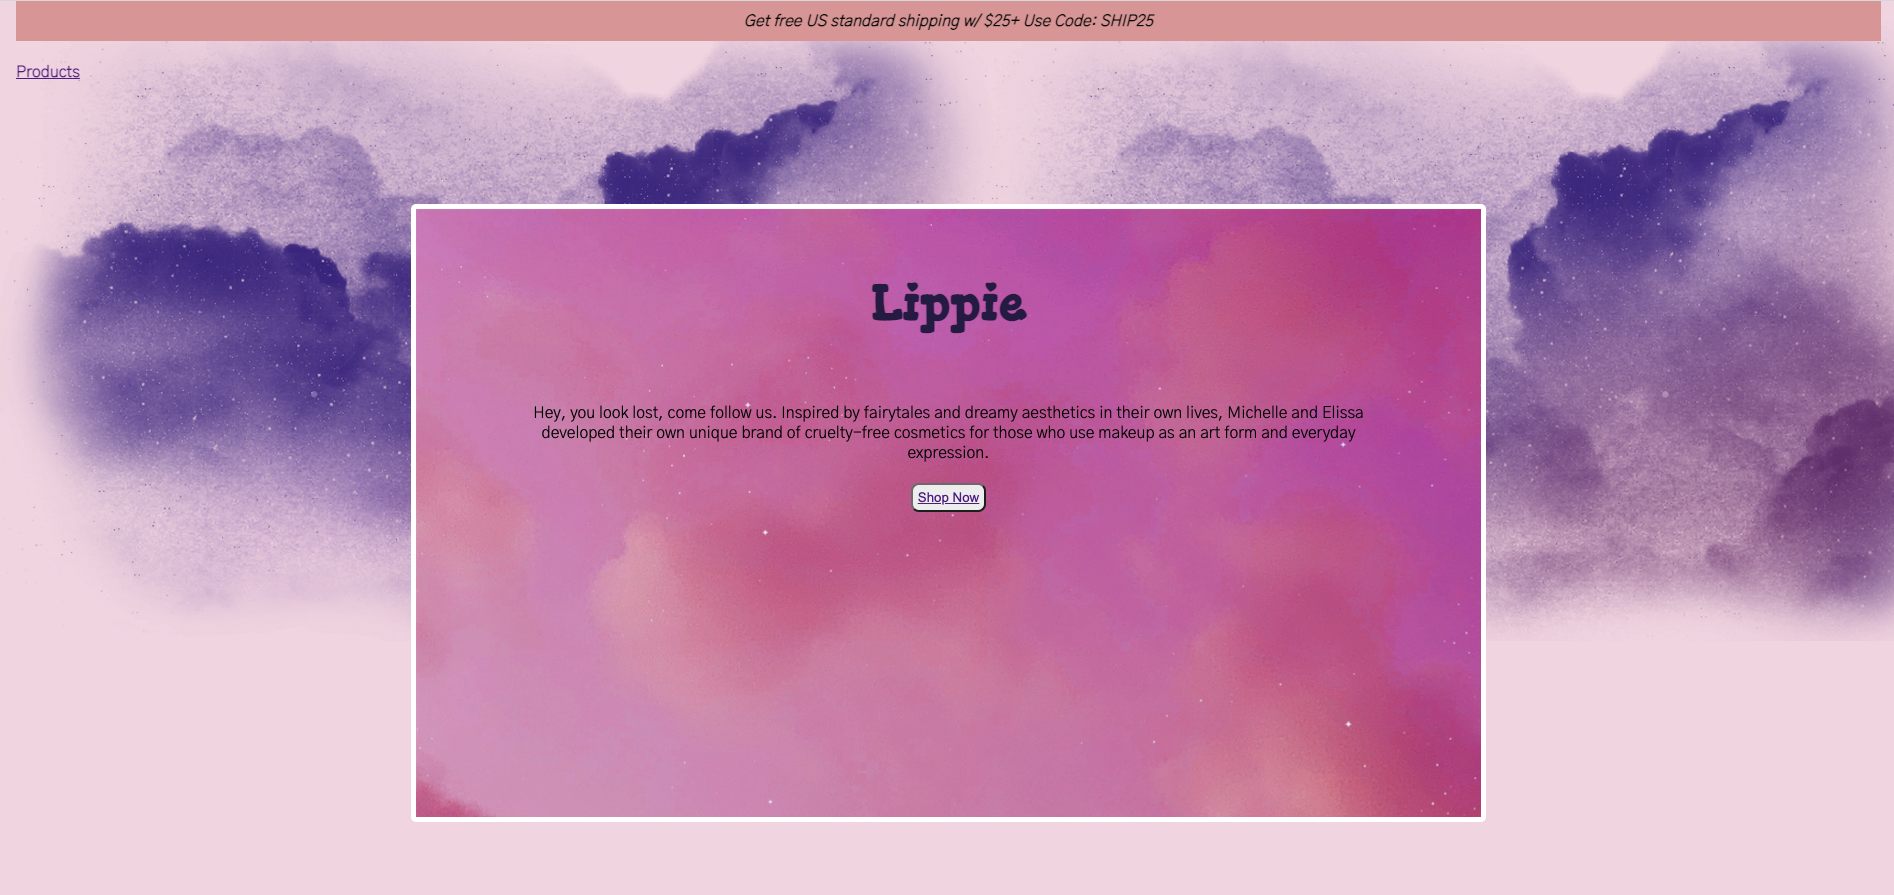 Get free US standard shipping w/ $25+ Use Code: SHIP25
Products
Lippie
Hey, you look lost, come follow us. Inspired by fairytales and dreamy aesthetics in their own lives, Michelle and Elissa
developed their own unique brand of cruelty-free cosmetics for those who use makeup as an art form and everyday
expression.
Shop Now